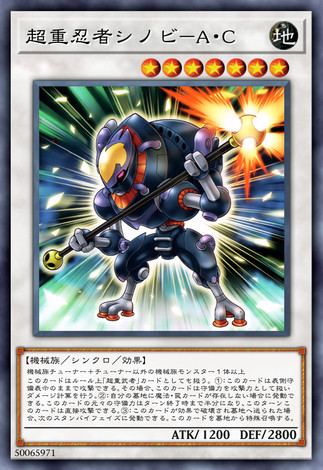 超重忍者シノビ－A・C
地
【機械族／シンクロ／効果】
機械族チューナー＋チューナー以外の機械族モンスター１体以上
このカードはルール上「超重武者」カードとしても扱う。①：このカードは表側守
備表示のままで攻撃できる。その場合、このカードは守備力を攻撃力として扱い
ダメージ計算を行う。②：自分の墓地に魔法・罠カードが存在しない場合に発動で
きる。このカードの元々の守備力はターン終了時まで半分になり、このターンこ
のカードは直接攻撃できる。③：このカードが効果で破壊され墓地へ送られた場
合、次のスタンバイフェイズに発動できる。このカードを墓地から特殊召喚する。
ATK/ 1200 DEF/2800
50065971